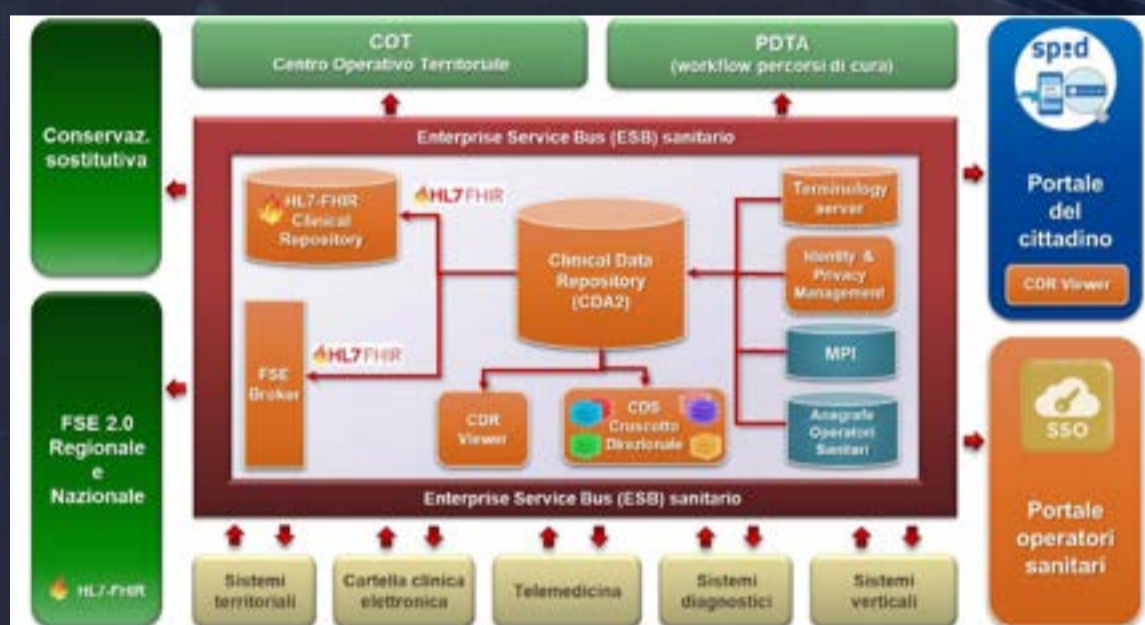 COT
Centro Operativo Territoriale
PDTA
(workflow percorsi di cura)
Conservaz.
sostitutiva
FSE 2.0
Regionale
e
Nazionale
HL7-FHIR
Enterprise Service Bus (ESB) sanitario
HL7-FHIR
Clinical
Repository
HL7 FHIR
Clinical Data
Repository
(CDA2)
Terminology
server
Identity &
Privacy
Management
MPI
Anagrafe
Operatori
Sanitari
HL7 FHIR
FSE
Broker
CDR
Viewer
CDS
Cruscotto
Direzionale
Enterprise Service Bus (ESB) sanitario
sp:d
Portale
del
cittadino
CDR Viewer
SSO
Portale
operatori
sanitari
Sistemi
territoriali
Cartella clinica
elettronica
Telemedicina
Sistemi
diagnostici
Sistemi
verticali